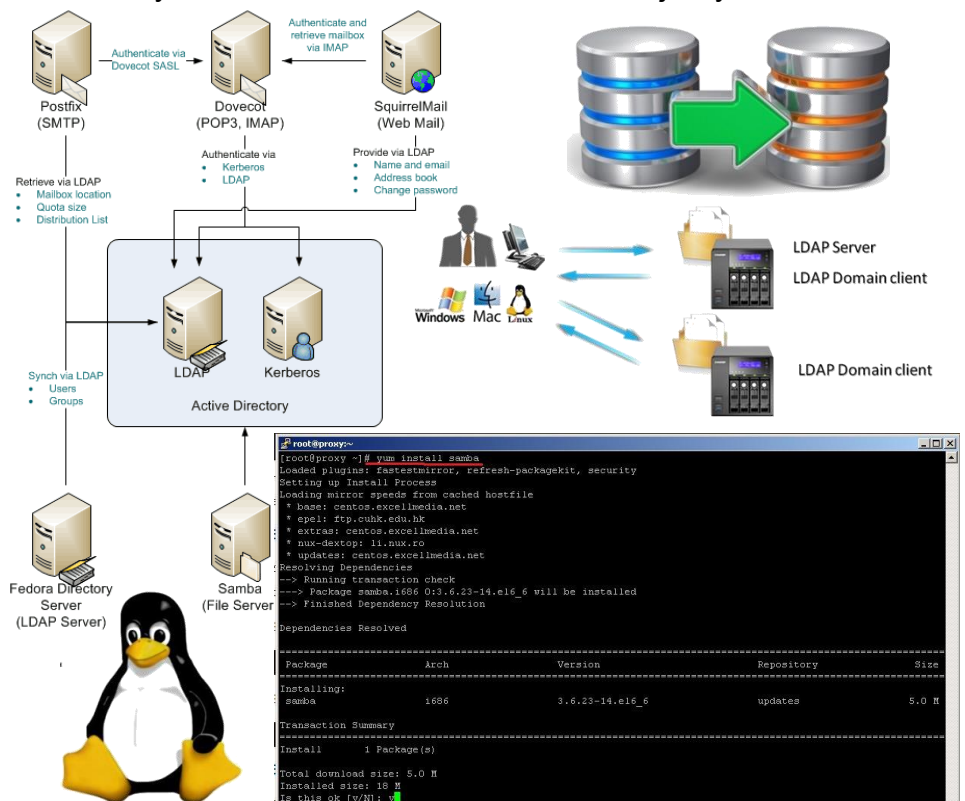 Authenticate via
Dovecot SASL
Authenticate and
retrieve mailbox
via IMAP
Postfix
(SMTP)
Dovecot
(POP3, IMAP)
SquirrelMail
(Web Mail)
Retrieve via LDAP
• Mailbox location
• Quota size
• Distribution List
Authenticate via
• Kerberos
• LDAP
Provide via LDAP
• Name and email
• Address book
• Change password
LDAP
Kerberos
Active Directory
Synch via LDAP
• Users
• Groups
Fedora Directory
Server
(LDAP Server)
Samba
(File Server
Windows
Mac
Linux
LDAP Server
LDAP Domain client
LDAP Domain client
root@proxy:~
[root@proxy ~]# yum install samba
Loaded plugins: fastestmirror, refresh-packagekit, security
Setting up Install Process
Loading mirror speeds from cached hostfile
* base: centos.excellmedia.net
* epel: ftp.cuhk.edu.hk
* extras: centos.excellmedia.net
* nux-dextop: li.nux.ro
* updates: centos.excellmedia.net
Resolving Dependencies
--> Running transaction check
---> Package samba.i686 0:3.6.23-14.el6_6 will be installed
--> Finished Dependency Resolution
Dependencies Resolved
Package Arch Version Repository Size
Installing:
samba i686 3.6.23-14.el6_6 updates 5.0 M
Transaction Summary
Install 1 Package(s)
Total download size: 5.0 M
Installed size: 18 M
Is this ok [y/N]: y